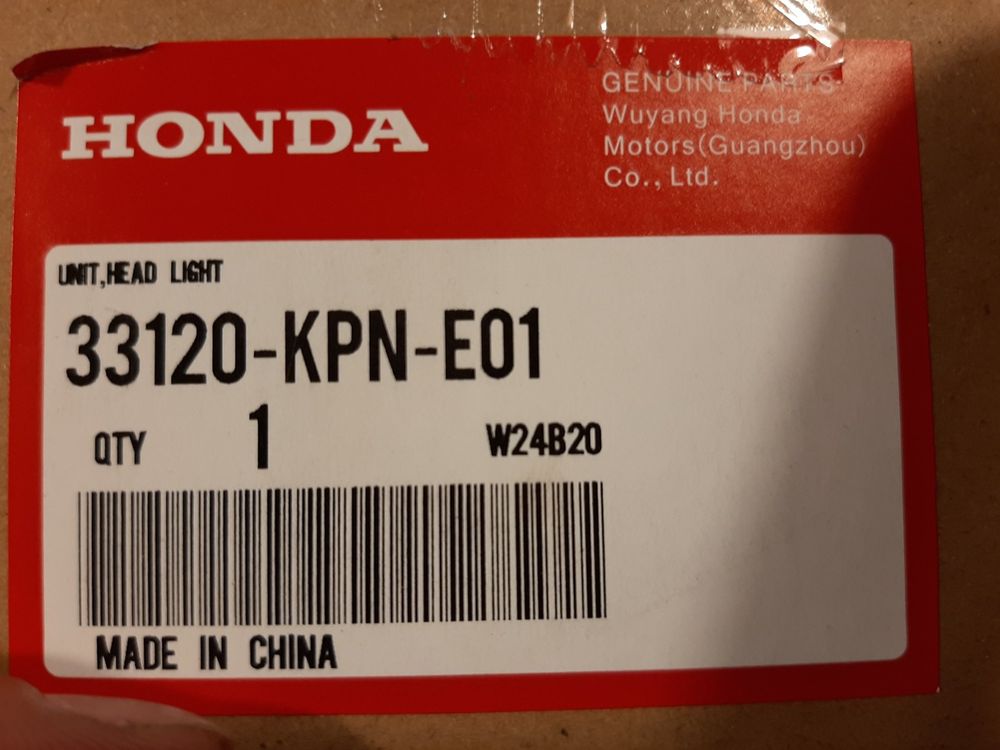 HONDA
GENUINE PARTS
Wuyang Honda
Motors(Guangzhou)
Co., Ltd.
UNIT,HEAD LIGHT
33120-KPN-E01
QTY 1 W24B20
MADE IN CHINA